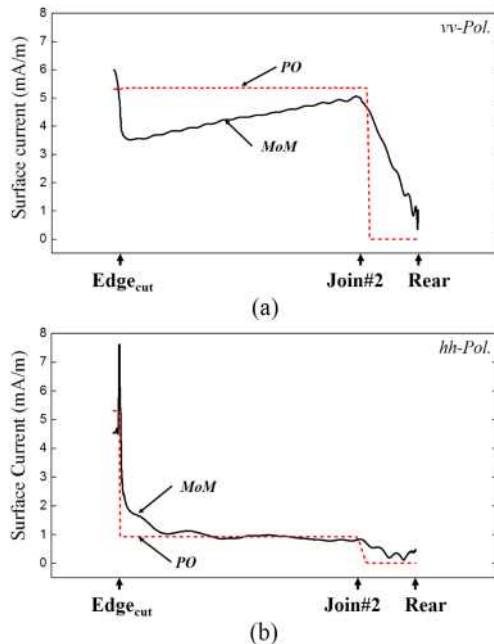 8
vv-Pol.
7
6
PO
5
4
MoM
3
2
1
0
Surface current (mA/m)
Edgecut
Join#2
Rear
(a)
8
hh-Pol.
7
6
5
4
3
2
MoM
1
PO
0
Surface Current (mA/m)
Edgecut
Join#2
Rear
(b)